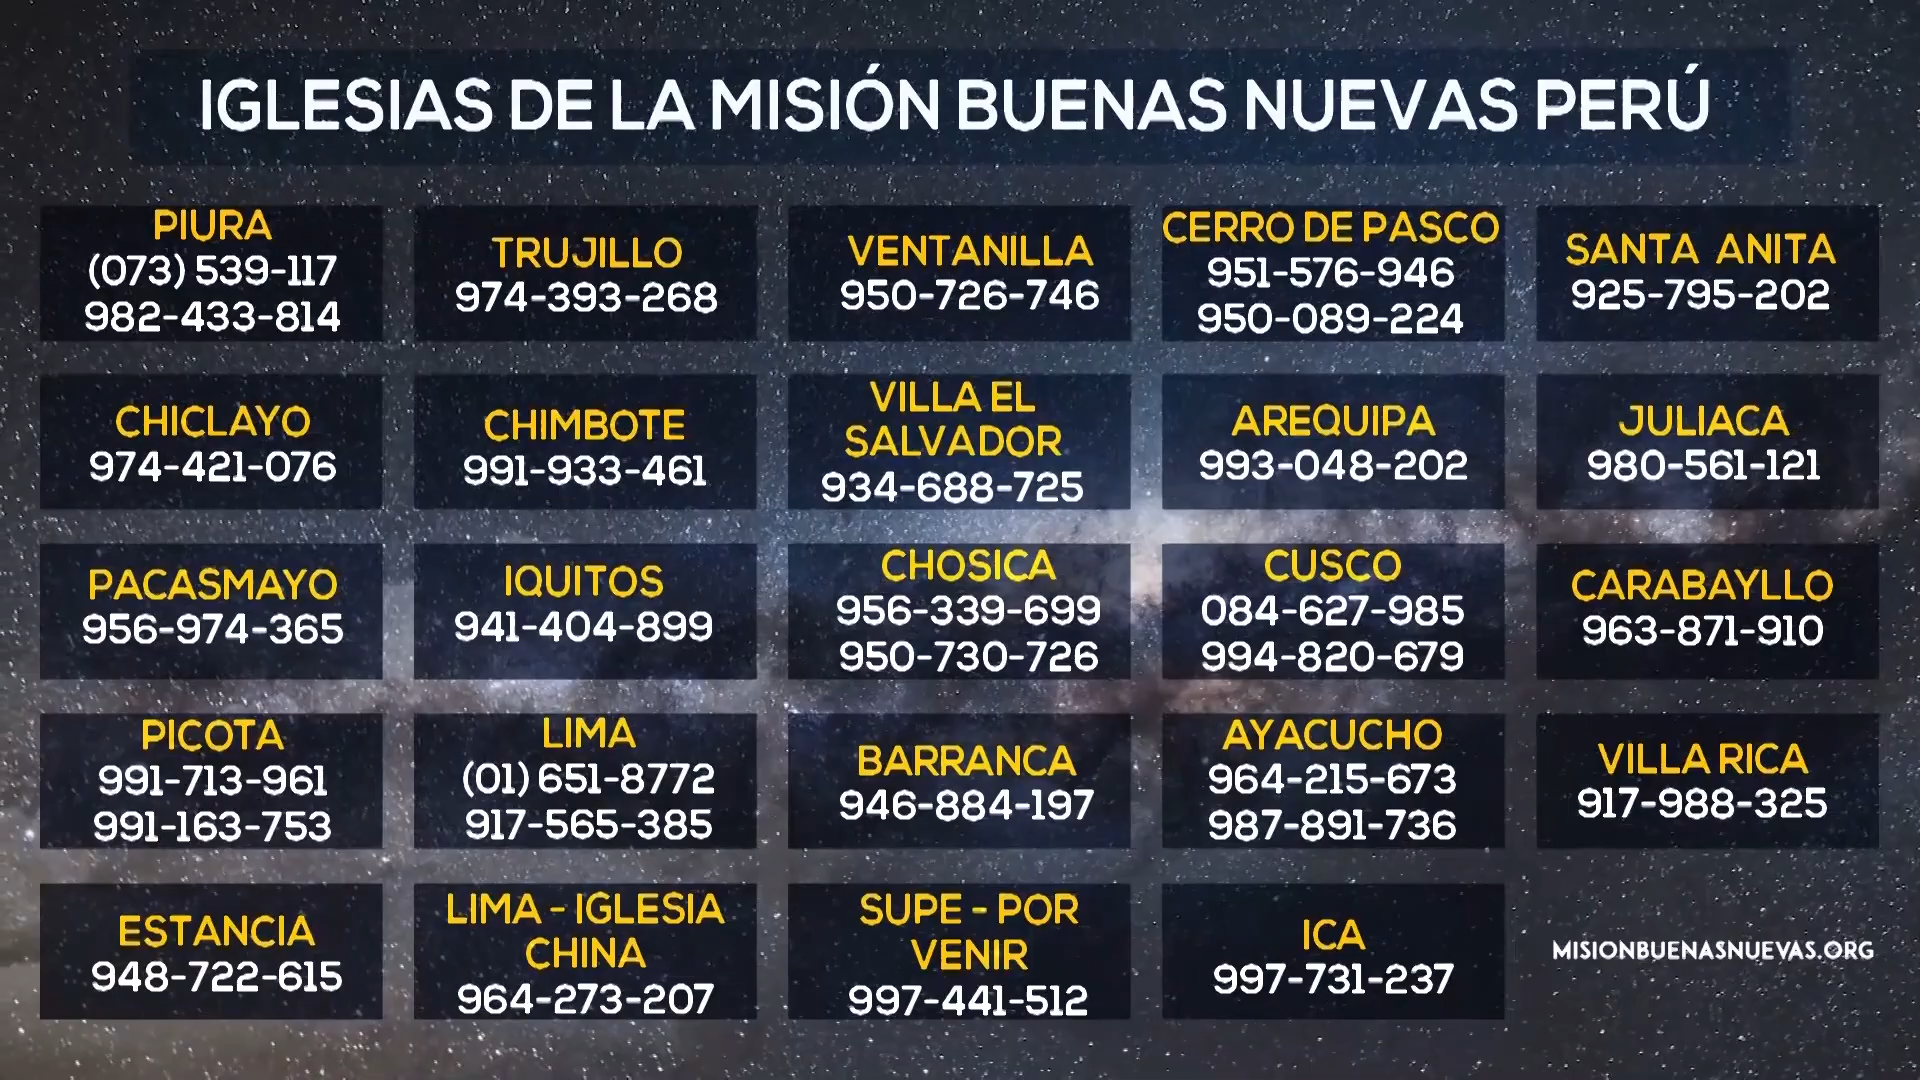 IGLESIAS DE LA MISIÓN BUENAS NUEVAS PERÚ
PIURA
(073) 539-117
982-433-814
TRUJILLO
974-393-268
VENTANILLA
950-726-746
CERRO DE PASCO
951-576-946
950-089-224
SANTA ANITA
925-795-202
CHICLAYO
974-421-076
CHIMBOTE
991-933-461
VILLA EL
SALVADOR
934-688-725
AREQUIPA
993-048-202
JULIACA
980-561-121
PACASMAYO
956-974-365
IQUITOS
941-404-899
CHOSICA
956-339-699
950-730-726
CUSCO
084-627-985
994-820-679
CARABAYLLO
963-871-910
PICOTA
991-713-961
991-163-753
LIMA
(01) 651-8772
917-565-385
BARRANCA
946-884-197
AYACUCHO
964-215-673
987-891-736
VILLA RICA
917-988-325
ESTANCIA
948-722-615
LIMA - IGLESIA
CHINA
964-273-207
SUPE - POR
VENIR
997-441-512
ICA
997-731-237
MISIONBUENASNUEVAS.ORG